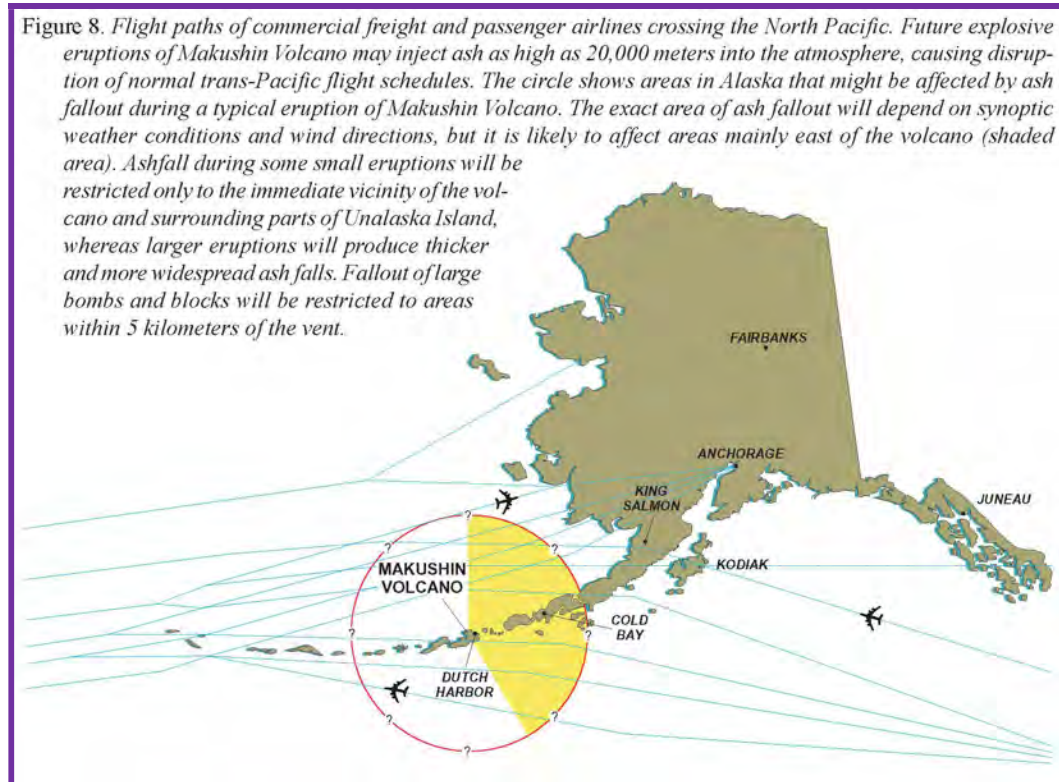 Figure 8. Flight paths of commercial freight and passenger airlines crossing the North Pacific. Future explosive
eruptions of Makushin Volcano may inject ash as high as 20,000 meters into the atmosphere, causing disrup-
tion of normal trans-Pacific flight schedules. The circle shows areas in Alaska that might be affected by ash
fallout during a typical eruption of Makushin Volcano. The exact area of ash fallout will depend on synoptic
weather conditions and wind directions, but it is likely to affect areas mainly east of the volcano (shaded
area). Ashfall during some small eruptions will be
restricted only to the immediate vicinity of the vol-
cano and surrounding parts of Unalaska Island,
whereas larger eruptions will produce thicker
and more widespread ash falls. Fallout of large
bombs and blocks will be restricted to areas
within 5 kilometers of the vent.
FAIRBANKS
ANCHORAGE
KING
SALMON
JUNEAU
?
?
?
KODIAK
MAKUSHIN
VOLCANO
COLD
BAY
?
?
DUTCH
HARBOR
?
?
?